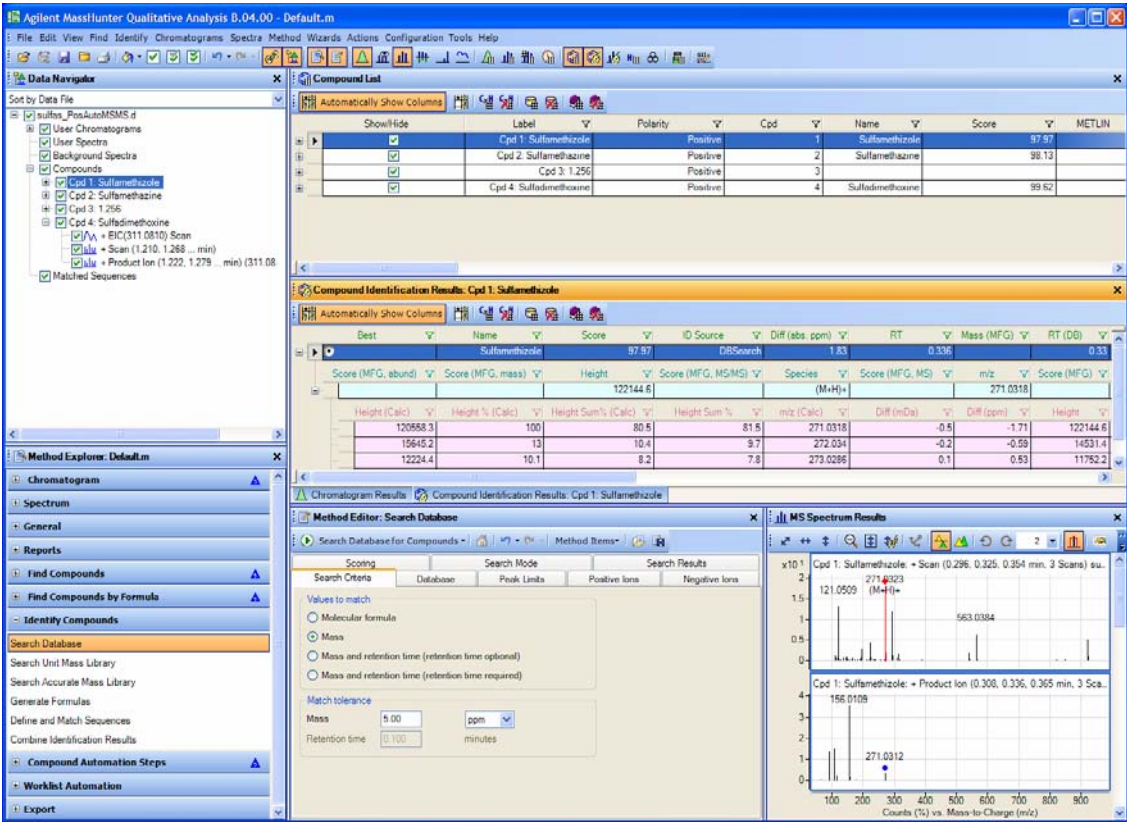 Agilent MassHunter Qualitative Analysis B.04.00 - Default.m
File Edit View Find Identify Chromatograms Spectra Method Wizards Actions Configuration Tools Help
Data Navigator
Sort by Data File
sulfas_PosAutoMSMS.d
User Chromatograms
User Spectra
Background Spectra
Compounds
Cpd 1: Sulfamethizole
Cpd 2: Sulfamethazine
Cpd 3: 1.256
Cpd 4: Sulfadimethoxine
+ EIC(311.0810) Scan
+ Scan (1.210, 1.268 ... min)
+ Product Ion (1.222, 1.279 ... min) (311.08
Matched Sequences
Compound List
Automatically Show Columns
Show/Hide Label Polarity Cpd Name Score METLIN
Cpd 1: Sulfamethizole Positive 1 Sulfamethizole 97.97
Cpd 2: Sulfamethazine Positive 2 Sulfamethazine 98.13
Cpd 3: 1.256 Positive 3
Cpd 4: Sulfadimethoxine Positive 4 Sulfadimethoxine 99.62
Compound Identification Results: Cpd 1: Sulfamethizole
Automatically Show Columns
Best Name Score ID Source Diff (abs. ppm) RT Mass (MFG) RT (DB)
Sulfamethizole 97.97 DBSearch 1.83 0.336 0.33
Score (MFG, abund) Score (MFG, mass) Height Score (MFG, MS/MS) Species Score (MFG, MS) m/z Score (MFG)
122144.6 (M+H)+ 271.0318
Height (Calc) Height % (Calc) Height Sum% (Calc) Height Sum % m/z (Calc) Diff (mDa) Diff (ppm) Height
120558.3 100 80.5 81.5 271.0318 -0.5 -1.71 122144.6
15645.2 13 10.4 9.7 272.034 -0.2 -0.59 14531.4
12224.4 10.1 8.2 7.8 273.0286 0.1 0.53 11752.2
Chromatogram Results Compound Identification Results: Cpd 1: Sulfamethizole
Method Explorer: Default.m
Chromatogram
Spectrum
General
Reports
Find Compounds
Find Compounds by Formula
Identify Compounds
Search Database
Search Unit Mass Library
Search Accurate Mass Library
Generate Formulas
Define and Match Sequences
Combine Identification Results
Compound Automation Steps
Worklist Automation
Export
Method Editor: Search Database
Search Database for Compounds Method Items
Scoring Search Mode Search Results
Search Criteria Database Peak Limits Positive Ions Negative Ions
Values to match
Molecular formula
Mass
Mass and retention time (retention time optional)
Mass and retention time (retention time required)
Match tolerance
Mass 5.00 ppm
Retention time 0.100 minutes
MS Spectrum Results
2
x10 1 Cpd 1: Sulfamethizole: + Scan (0.296, 0.325, 0.354 min, 3 Scans) su..
2
271.0323
121.0509 (M+H)+
1.5
1
563.0384
0.5
0
Cpd 1: Sulfamethizole: + Product Ion (0.308, 0.336, 0.365 min, 3 Sca..
4
156.0109
3
2
1
271.0312
0
100 200 300 400 500 600 700 800 900
Counts (%) vs. Mass-to-Charge (m/z)